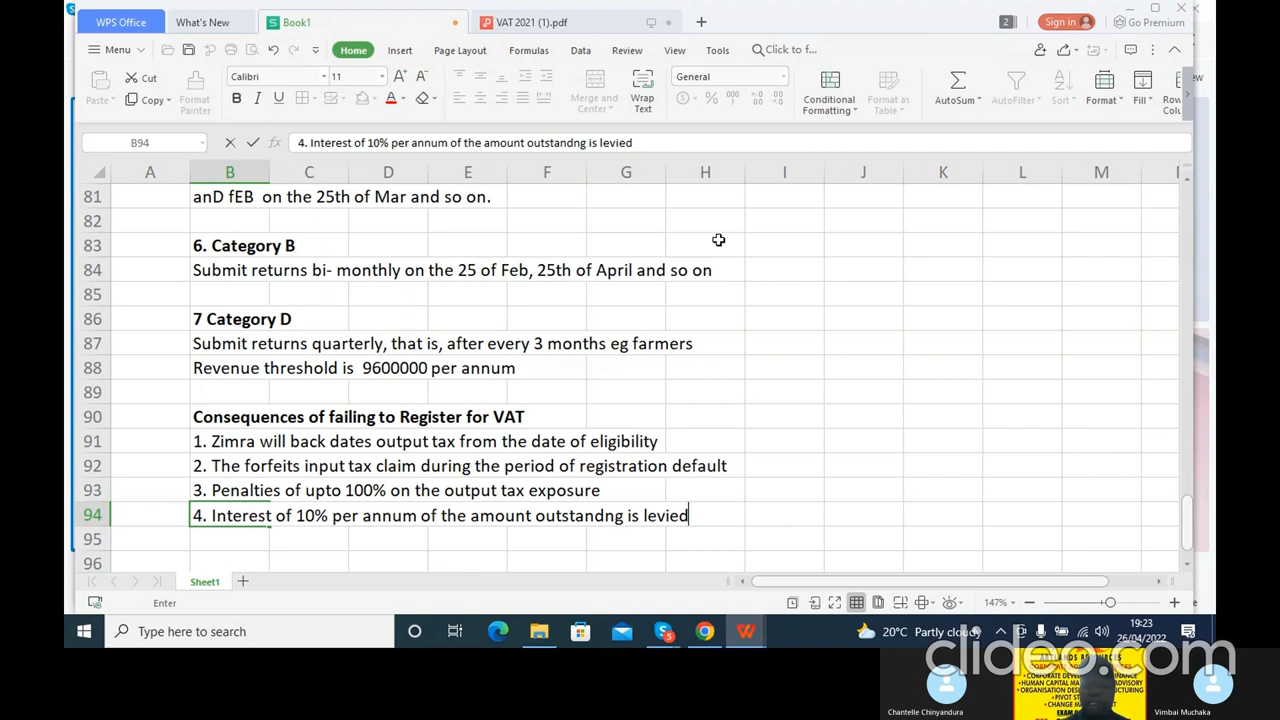 WPS Office
What's New
Book1
VAT 2021 (1).pdf
2
Sign in
Go Premium
Menu
Home
Insert
Page Layout
Formulas
Data
Review
View
Tools
Click to f...
Paste
Cut
Copy
Format Painter
Calibri
11
Merge and Center
Wrap Text
General
Conditional Formatting
Format as Table
AutoSum
AutoFilter
Sort
Format
Fill
B94
4. Interest of 10% per annum of the amount outstandng is levied
A B C D E F G H I J K L M
81 anD fEB on the 25th of Mar and so on.
82
83 6. Category B
84 Submit returns bi- monthly on the 25 of Feb, 25th of April and so on
85
86 7 Category D
87 Submit returns quarterly, that is, after every 3 months eg farmers
88 Revenue threshold is 9600000 per annum
89
90 Consequences of failing to Register for VAT
91 1. Zimra will back dates output tax from the date of eligibility
92 2. The forfeits input tax claim during the period of registration default
93 3. Penalties of upto 100% on the output tax exposure
94 4. Interest of 10% per annum of the amount outstandng is levied
95
96
Sheet1
Enter
147%
Type here to search
20°C Partly cloudy
19:23
26/04/2022
clideo.com
Chantelle Chinyandura
Vimbai Muchaka